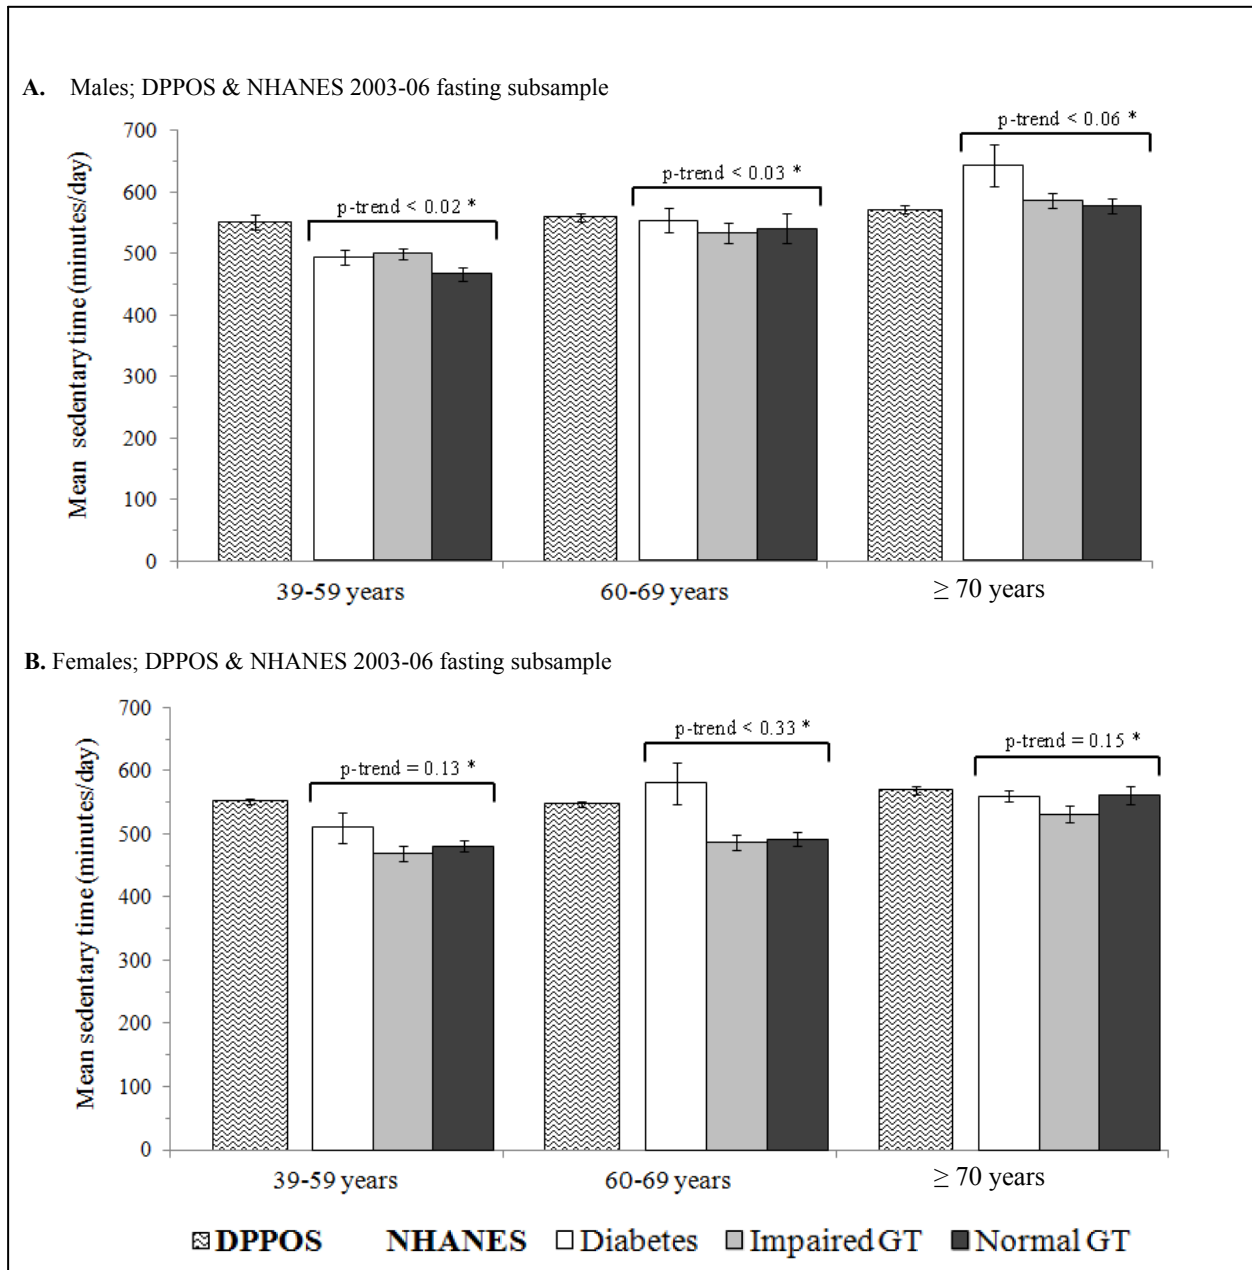 A. Males; DPPOS & NHANES 2003-06 fasting subsample
p-trend < 0.06 *
p-trend < 0.03 *
p-trend < 0.02 *
Mean sedentary time (minutes/day)
700
600
500
400
300
200
100
0
39-59 years 60-69 years ≥ 70 years
B. Females; DPPOS & NHANES 2003-06 fasting subsample
p-trend < 0.33 *
p-trend = 0.15 *
p-trend = 0.13 *
Mean sedentary time (minutes/day)
700
600
500
400
300
200
100
0
39-59 years 60-69 years ≥ 70 years
DPPOS NHANES Diabetes Impaired GT Normal GT